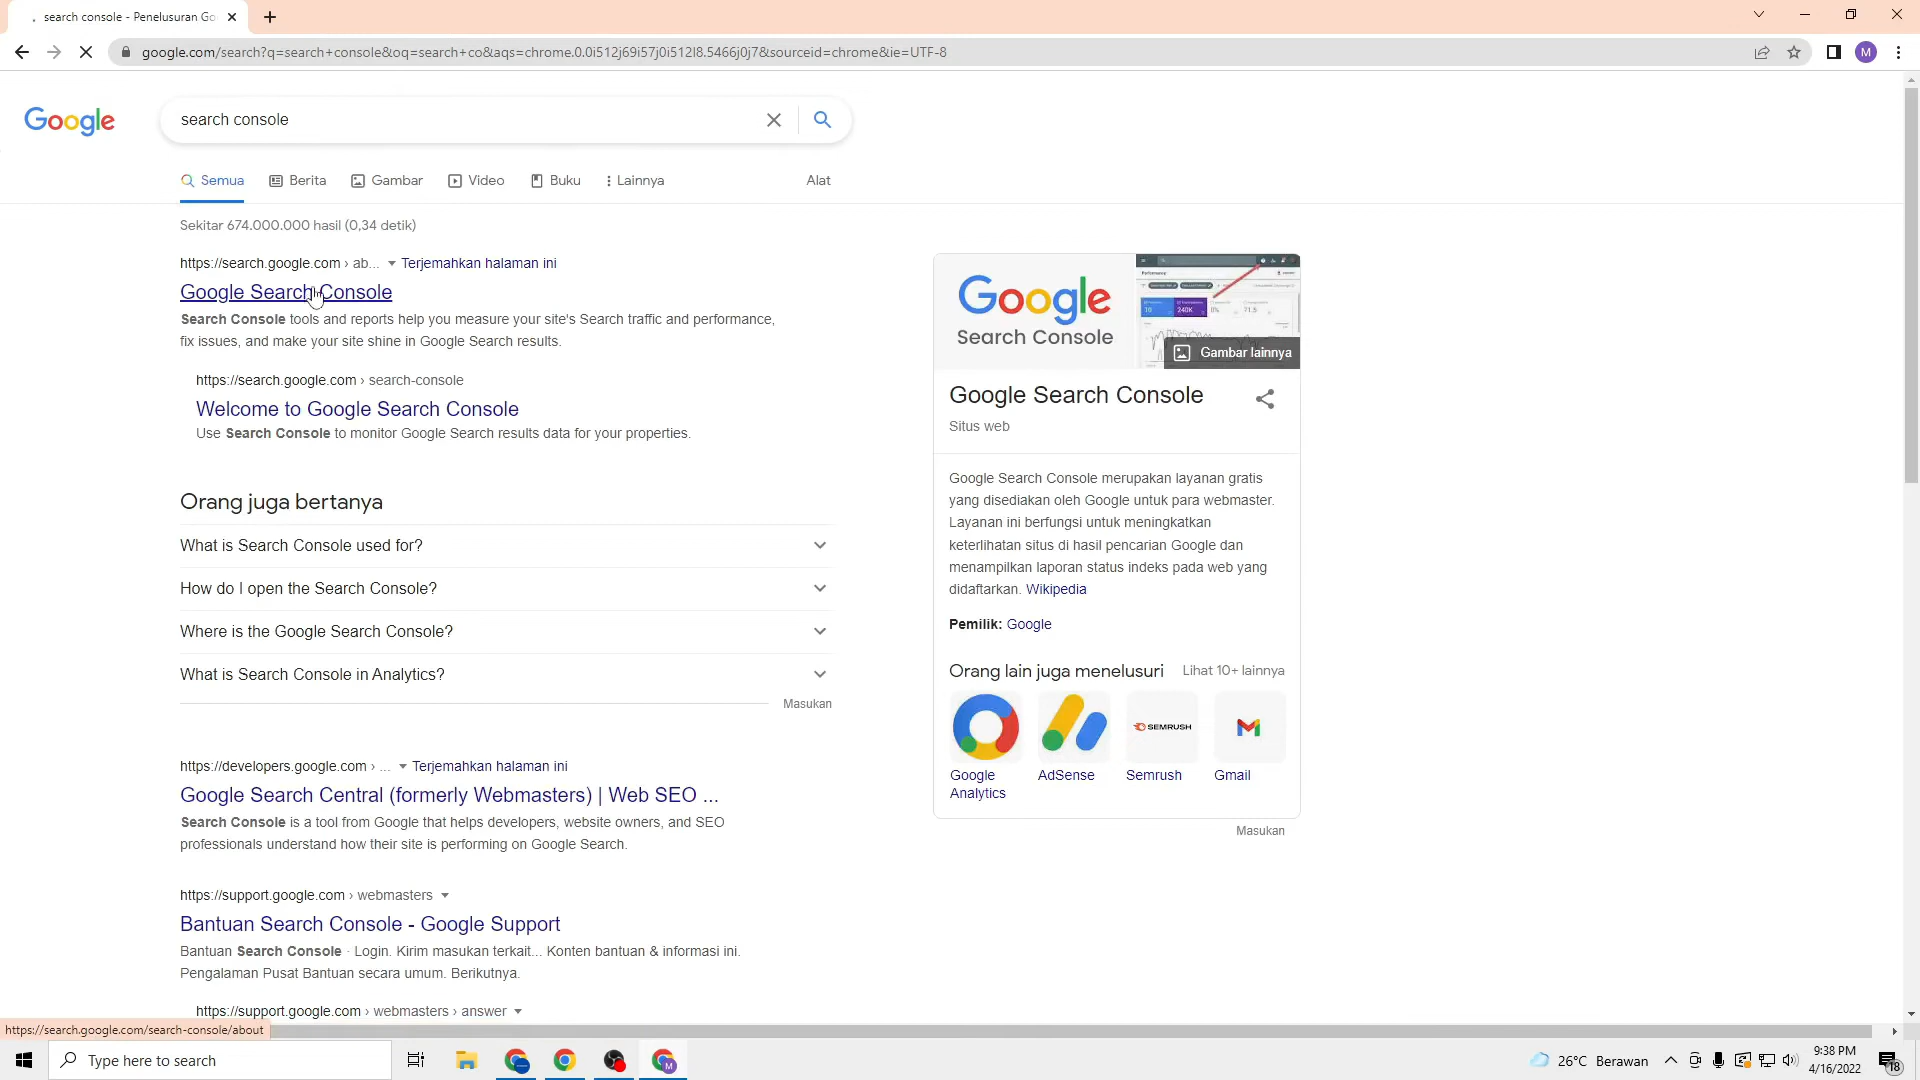 search console - Penelusuran Go
google.com/search?q=search+console&oq=search+co&aqs=chrome.0.0i512j69i57j0i512l8.5466j0j7&sourceid=chrome&ie=UTF-8
M
Google
search console
Semua
Berita
Gambar
Video
Buku
Lainnya
Alat
Sekitar 674.000.000 hasil (0,34 detik)
https://search.google.com › ab... Terjemahkan halaman ini
Google Search Console
Search Console tools and reports help you measure your site's Search traffic and performance,
fix issues, and make your site shine in Google Search results.
https://search.google.com › search-console
Welcome to Google Search Console
Use Search Console to monitor Google Search results data for your properties.
Orang juga bertanya
What is Search Console used for?
How do I open the Search Console?
Where is the Google Search Console?
What is Search Console in Analytics?
Masukan
https://developers.google.com › ... Terjemahkan halaman ini
Google Search Central (formerly Webmasters) | Web SEO ...
Search Console is a tool from Google that helps developers, website owners, and SEO
professionals understand how their site is performing on Google Search.
https://support.google.com › webmasters
Bantuan Search Console - Google Support
Bantuan Search Console · Login. Kirim masukan terkait... Konten bantuan & informasi ini.
Pengalaman Pusat Bantuan secara umum. Berikutnya.
https://support.google.com › webmasters › answer
Google
Search Console
Performance
10
240K
71.5
Gambar lainnya
Google Search Console
Situs web
Google Search Console merupakan layanan gratis
yang disediakan oleh Google untuk para webmaster.
Layanan ini berfungsi untuk meningkatkan
keterlihatan situs di hasil pencarian Google dan
menampilkan laporan status indeks pada web yang
didaftarkan. Wikipedia
Pemilik: Google
Orang lain juga menelusuri
Lihat 10+ lainnya
SEMRUSH
Google
Analytics
AdSense
Semrush
Gmail
Masukan
https://search.google.com/search-console/about
Type here to search
M
26°C Berawan
9:38 PM
4/16/2022
18